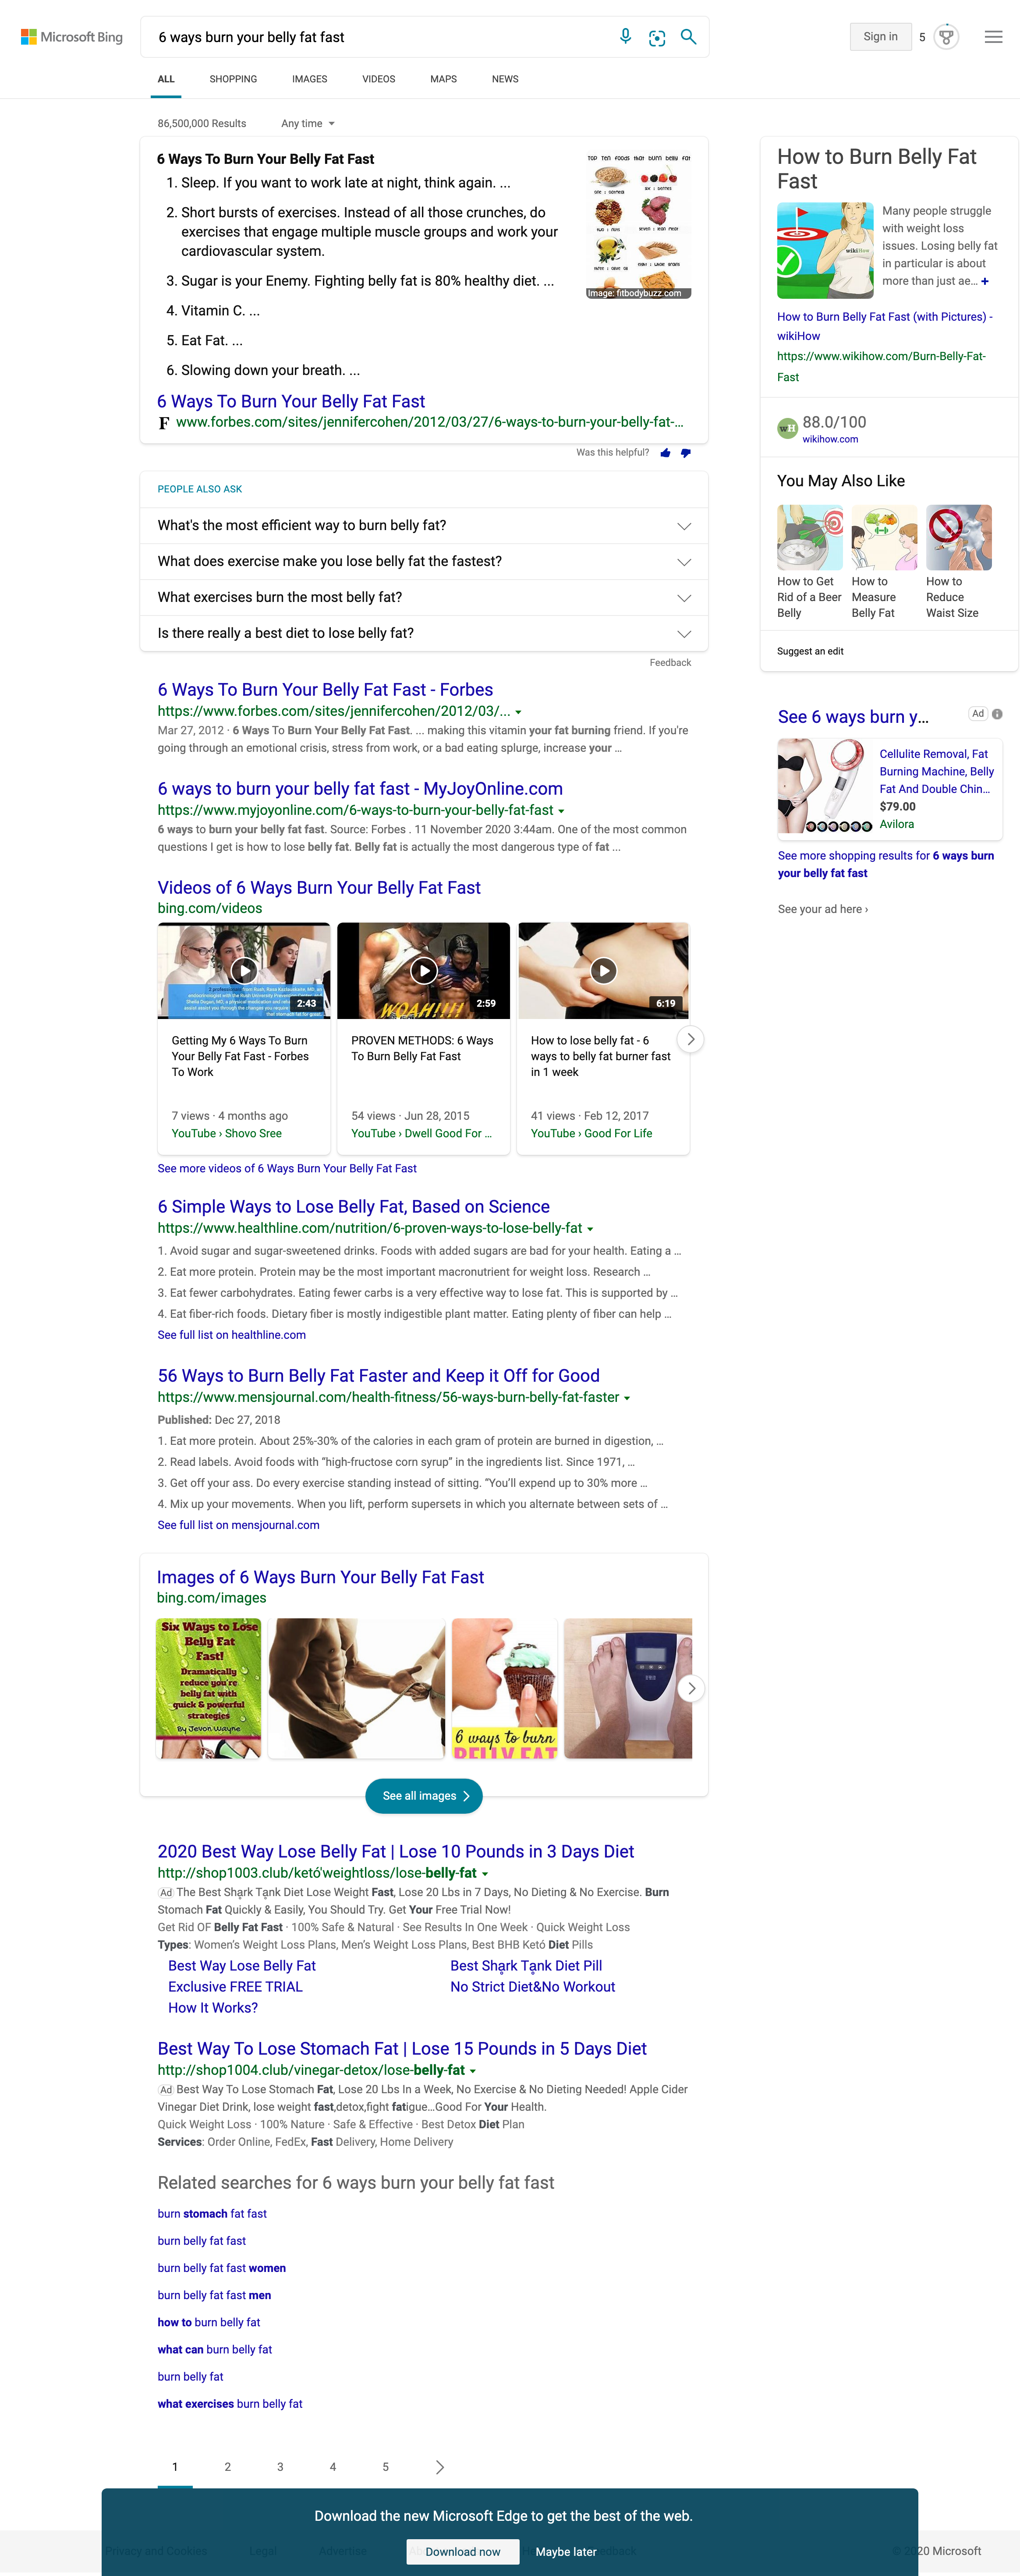 Microsoft Bing
6 ways burn your belly fat fast
Sign in
5
ALL
SHOPPING
IMAGES
VIDEOS
MAPS
NEWS
86,500,000 Results
Any time
6 Ways To Burn Your Belly Fat Fast
1. Sleep. If you want to work late at night, think again. ...
2. Short bursts of exercises. Instead of all those crunches, do
exercises that engage multiple muscle groups and work your
cardiovascular system.
3. Sugar is your Enemy. Fighting belly fat is 80% healthy diet. ...
4. Vitamin C. ...
5. Eat Fat. ...
6. Slowing down your breath. ...
TOP TEN FOODS THAT BURN BELLY FAT
Image: fitbodybuzz.com
6 Ways To Burn Your Belly Fat Fast
F www.forbes.com/sites/jennifercohen/2012/03/27/6-ways-to-burn-your-belly-fat-...
Was this helpful?
PEOPLE ALSO ASK
What's the most efficient way to burn belly fat?
What does exercise make you lose belly fat the fastest?
What exercises burn the most belly fat?
Is there really a best diet to lose belly fat?
Feedback
6 Ways To Burn Your Belly Fat Fast - Forbes
https://www.forbes.com/sites/jennifercohen/2012/03/...
Mar 27, 2012 · 6 Ways To Burn Your Belly Fat Fast. ... making this vitamin your fat burning friend. If you're
going through an emotional crisis, stress from work, or a bad eating splurge, increase your ...
6 ways to burn your belly fat fast - MyJoyOnline.com
https://www.myjoyonline.com/6-ways-to-burn-your-belly-fat-fast
6 ways to burn your belly fat fast. Source: Forbes . 11 November 2020 3:44am. One of the most common
questions I get is how to lose belly fat. Belly fat is actually the most dangerous type of fat ...
Videos of 6 Ways Burn Your Belly Fat Fast
bing.com/videos
2:43
WOAH!!!!
2:59
6:19
Getting My 6 Ways To Burn
Your Belly Fat Fast - Forbes
To Work
7 views · 4 months ago
YouTube › Shovo Sree
PROVEN METHODS: 6 Ways
To Burn Belly Fat Fast
54 views · Jun 28, 2015
YouTube › Dwell Good For ...
How to lose belly fat - 6
ways to belly fat burner fast
in 1 week
41 views · Feb 12, 2017
YouTube › Good For Life
See more videos of 6 Ways Burn Your Belly Fat Fast
6 Simple Ways to Lose Belly Fat, Based on Science
https://www.healthline.com/nutrition/6-proven-ways-to-lose-belly-fat
1. Avoid sugar and sugar-sweetened drinks. Foods with added sugars are bad for your health. Eating a ...
2. Eat more protein. Protein may be the most important macronutrient for weight loss. Research ...
3. Eat fewer carbohydrates. Eating fewer carbs is a very effective way to lose fat. This is supported by ...
4. Eat fiber-rich foods. Dietary fiber is mostly indigestible plant matter. Eating plenty of fiber can help ...
See full list on healthline.com
56 Ways to Burn Belly Fat Faster and Keep it Off for Good
https://www.mensjournal.com/health-fitness/56-ways-burn-belly-fat-faster
Published: Dec 27, 2018
1. Eat more protein. About 25%-30% of the calories in each gram of protein are burned in digestion, ...
2. Read labels. Avoid foods with “high-fructose corn syrup” in the ingredients list. Since 1971, ...
3. Get off your ass. Do every exercise standing instead of sitting. “You’ll expend up to 30% more ...
4. Mix up your movements. When you lift, perform supersets in which you alternate between sets of ...
See full list on mensjournal.com
Images of 6 Ways Burn Your Belly Fat Fast
bing.com/images
Six Ways to Lose
Belly Fat
Fast!
Dramatically
reduce you're
belly fat with
quick & powerful
strategies
By Jevon Wayne
6 ways to burn
BELLY FAT
See all images
2020 Best Way Lose Belly Fat | Lose 10 Pounds in 3 Days Diet
http://shop1003.club/ketó'weightloss/lose-belly-fat
Ad The Best Shąrk Tąnk Diet Lose Weight Fast, Lose 20 Lbs in 7 Days, No Dieting & No Exercise. Burn
Stomach Fat Quickly & Easily, You Should Try. Get Your Free Trial Now!
Get Rid OF Belly Fat Fast · 100% Safe & Natural · See Results In One Week · Quick Weight Loss
Types: Women's Weight Loss Plans, Men's Weight Loss Plans, Best BHB Ketó Diet Pills
Best Way Lose Belly Fat
Best Shąrk Tąnk Diet Pill
Exclusive FREE TRIAL
No Strict Diet&No Workout
How It Works?
Best Way To Lose Stomach Fat | Lose 15 Pounds in 5 Days Diet
http://shop1004.club/vinegar-detox/lose-belly-fat
Ad Best Way To Lose Stomach Fat, Lose 20 Lbs In a Week, No Exercise & No Dieting Needed! Apple Cider
Vinegar Diet Drink, lose weight fast,detox,fight fatigue...Good For Your Health.
Quick Weight Loss · 100% Nature · Safe & Effective · Best Detox Diet Plan
Services: Order Online, FedEx, Fast Delivery, Home Delivery
Related searches for 6 ways burn your belly fat fast
burn stomach fat fast
burn belly fat fast
burn belly fat fast women
burn belly fat fast men
how to burn belly fat
what can burn belly fat
burn belly fat
what exercises burn belly fat
1
2
3
4
5
How to Burn Belly Fat
Fast
wikiHow
Many people struggle
with weight loss
issues. Losing belly fat
in particular is about
more than just ae... +
How to Burn Belly Fat Fast (with Pictures) -
wikiHow
https://www.wikihow.com/Burn-Belly-Fat-
Fast
wH
88.0/100
wikihow.com
You May Also Like
How to Get
Rid of a Beer
Belly
How to
Measure
Belly Fat
How to
Reduce
Waist Size
Suggest an edit
See 6 ways burn y...
Ad
Cellulite Removal, Fat
Burning Machine, Belly
Fat And Double Chin...
$79.00
Avilora
See more shopping results for 6 ways burn
your belly fat fast
See your ad here ›
Download the new Microsoft Edge to get the best of the web.
Download now
Maybe later
Privacy and Cookies
Legal
Advertise
© 2020 Microsoft